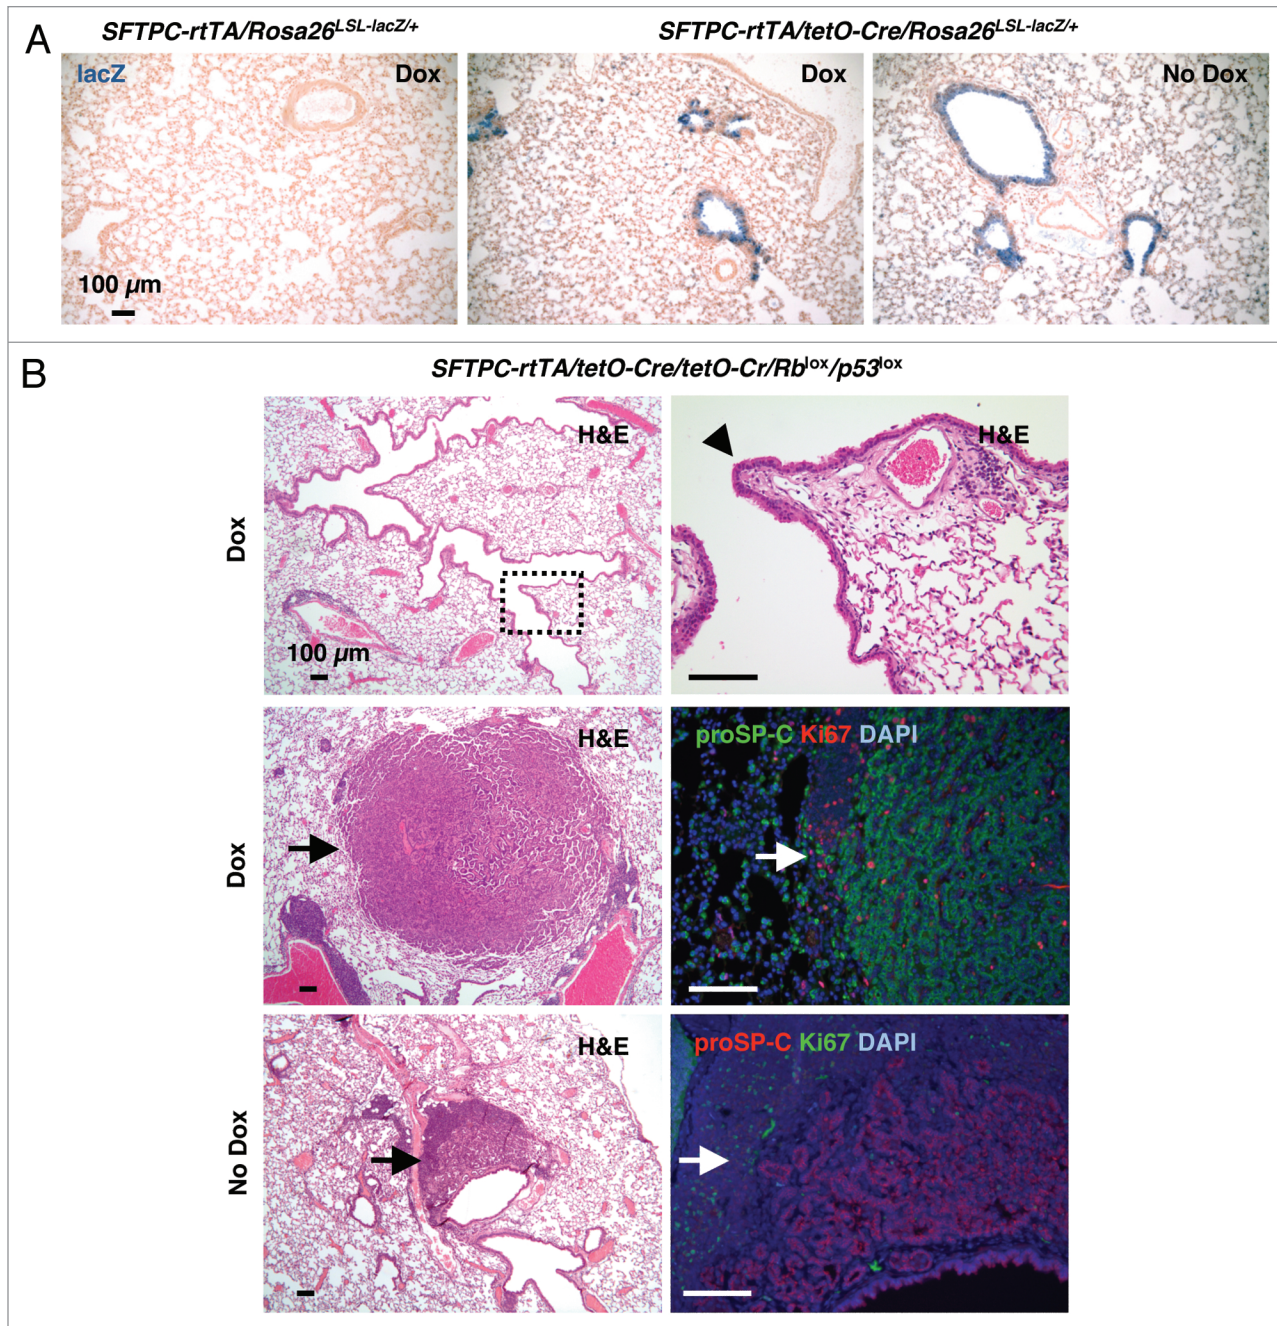 A
SFTPC-rtTA/Rosa26LSL-lacZ/+
SFTPC-rtTA/tetO-Cre/Rosa26LSL-lacZ/+
lacZ
Dox
Dox
No Dox
100 µm
B
SFTPC-rtTA/tetO-Cre/tetO-Cr/Rblox/p53lox
Dox
H&E
H&E
100 µm
Dox
H&E
proSP-C Ki67 DAPI
No Dox
H&E
proSP-C Ki67 DAPI